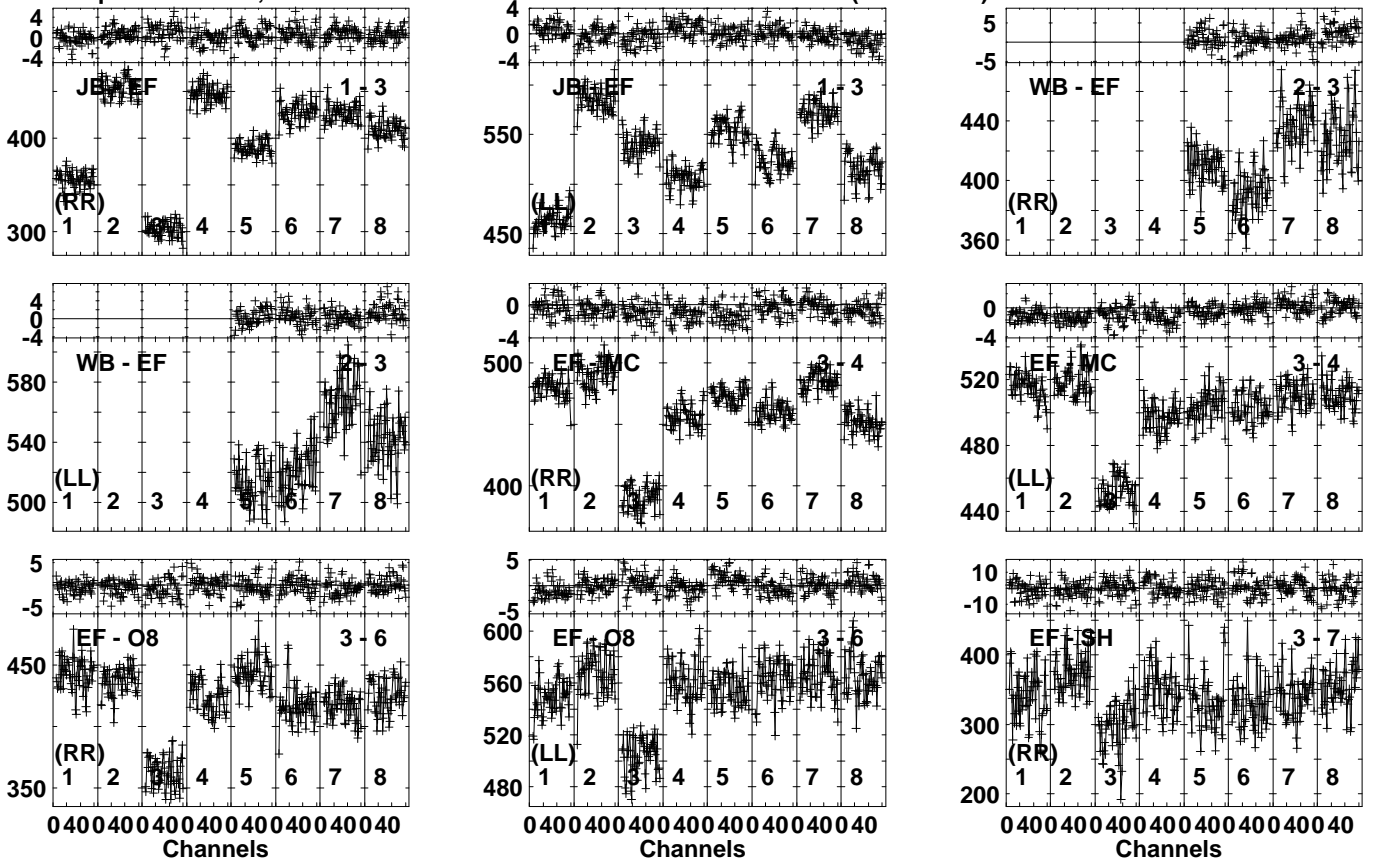 4
0
-4
JB - EF 1 - 3
400
300
(RR)
1 2 3 4 5 6 7 8
4
0
-4
JB - EF 1 - 3
550
450
(LL)
1 2 3 4 5 6 7 8
5
-5
WB - EF 2 - 3
440
400
360
(RR)
1 2 3 4 5 6 7 8
4
0
-4
WB - EF 2 - 3
580
540
500
(LL)
1 2 3 4 5 6 7 8
0
-4
EF - MC 3 - 4
500
400
(RR)
1 2 3 4 5 6 7 8
0
-4
EF - MC 3 - 4
520
480
440
(LL)
1 2 3 4 5 6 7 8
5
-5
EF - O8 3 - 6
450
350
(RR)
1 2 3 4 5 6 7 8
0 40 0 40 0 40 0 40 0 40 0 40 0 40 0 40
Channels
5
-5
EF - O8 3 - 6
600
560
520
480
(LL)
1 2 3 4 5 6 7 8
0 40 0 40 0 40 0 40 0 40 0 40 0 40 0 40
Channels
10
-10
EF - SH 3 - 7
400
300
200
(RR)
1 2 3 4 5 6 7 8
0 40 0 40 0 40 0 40 0 40 0 40 0 40 0 40
Channels